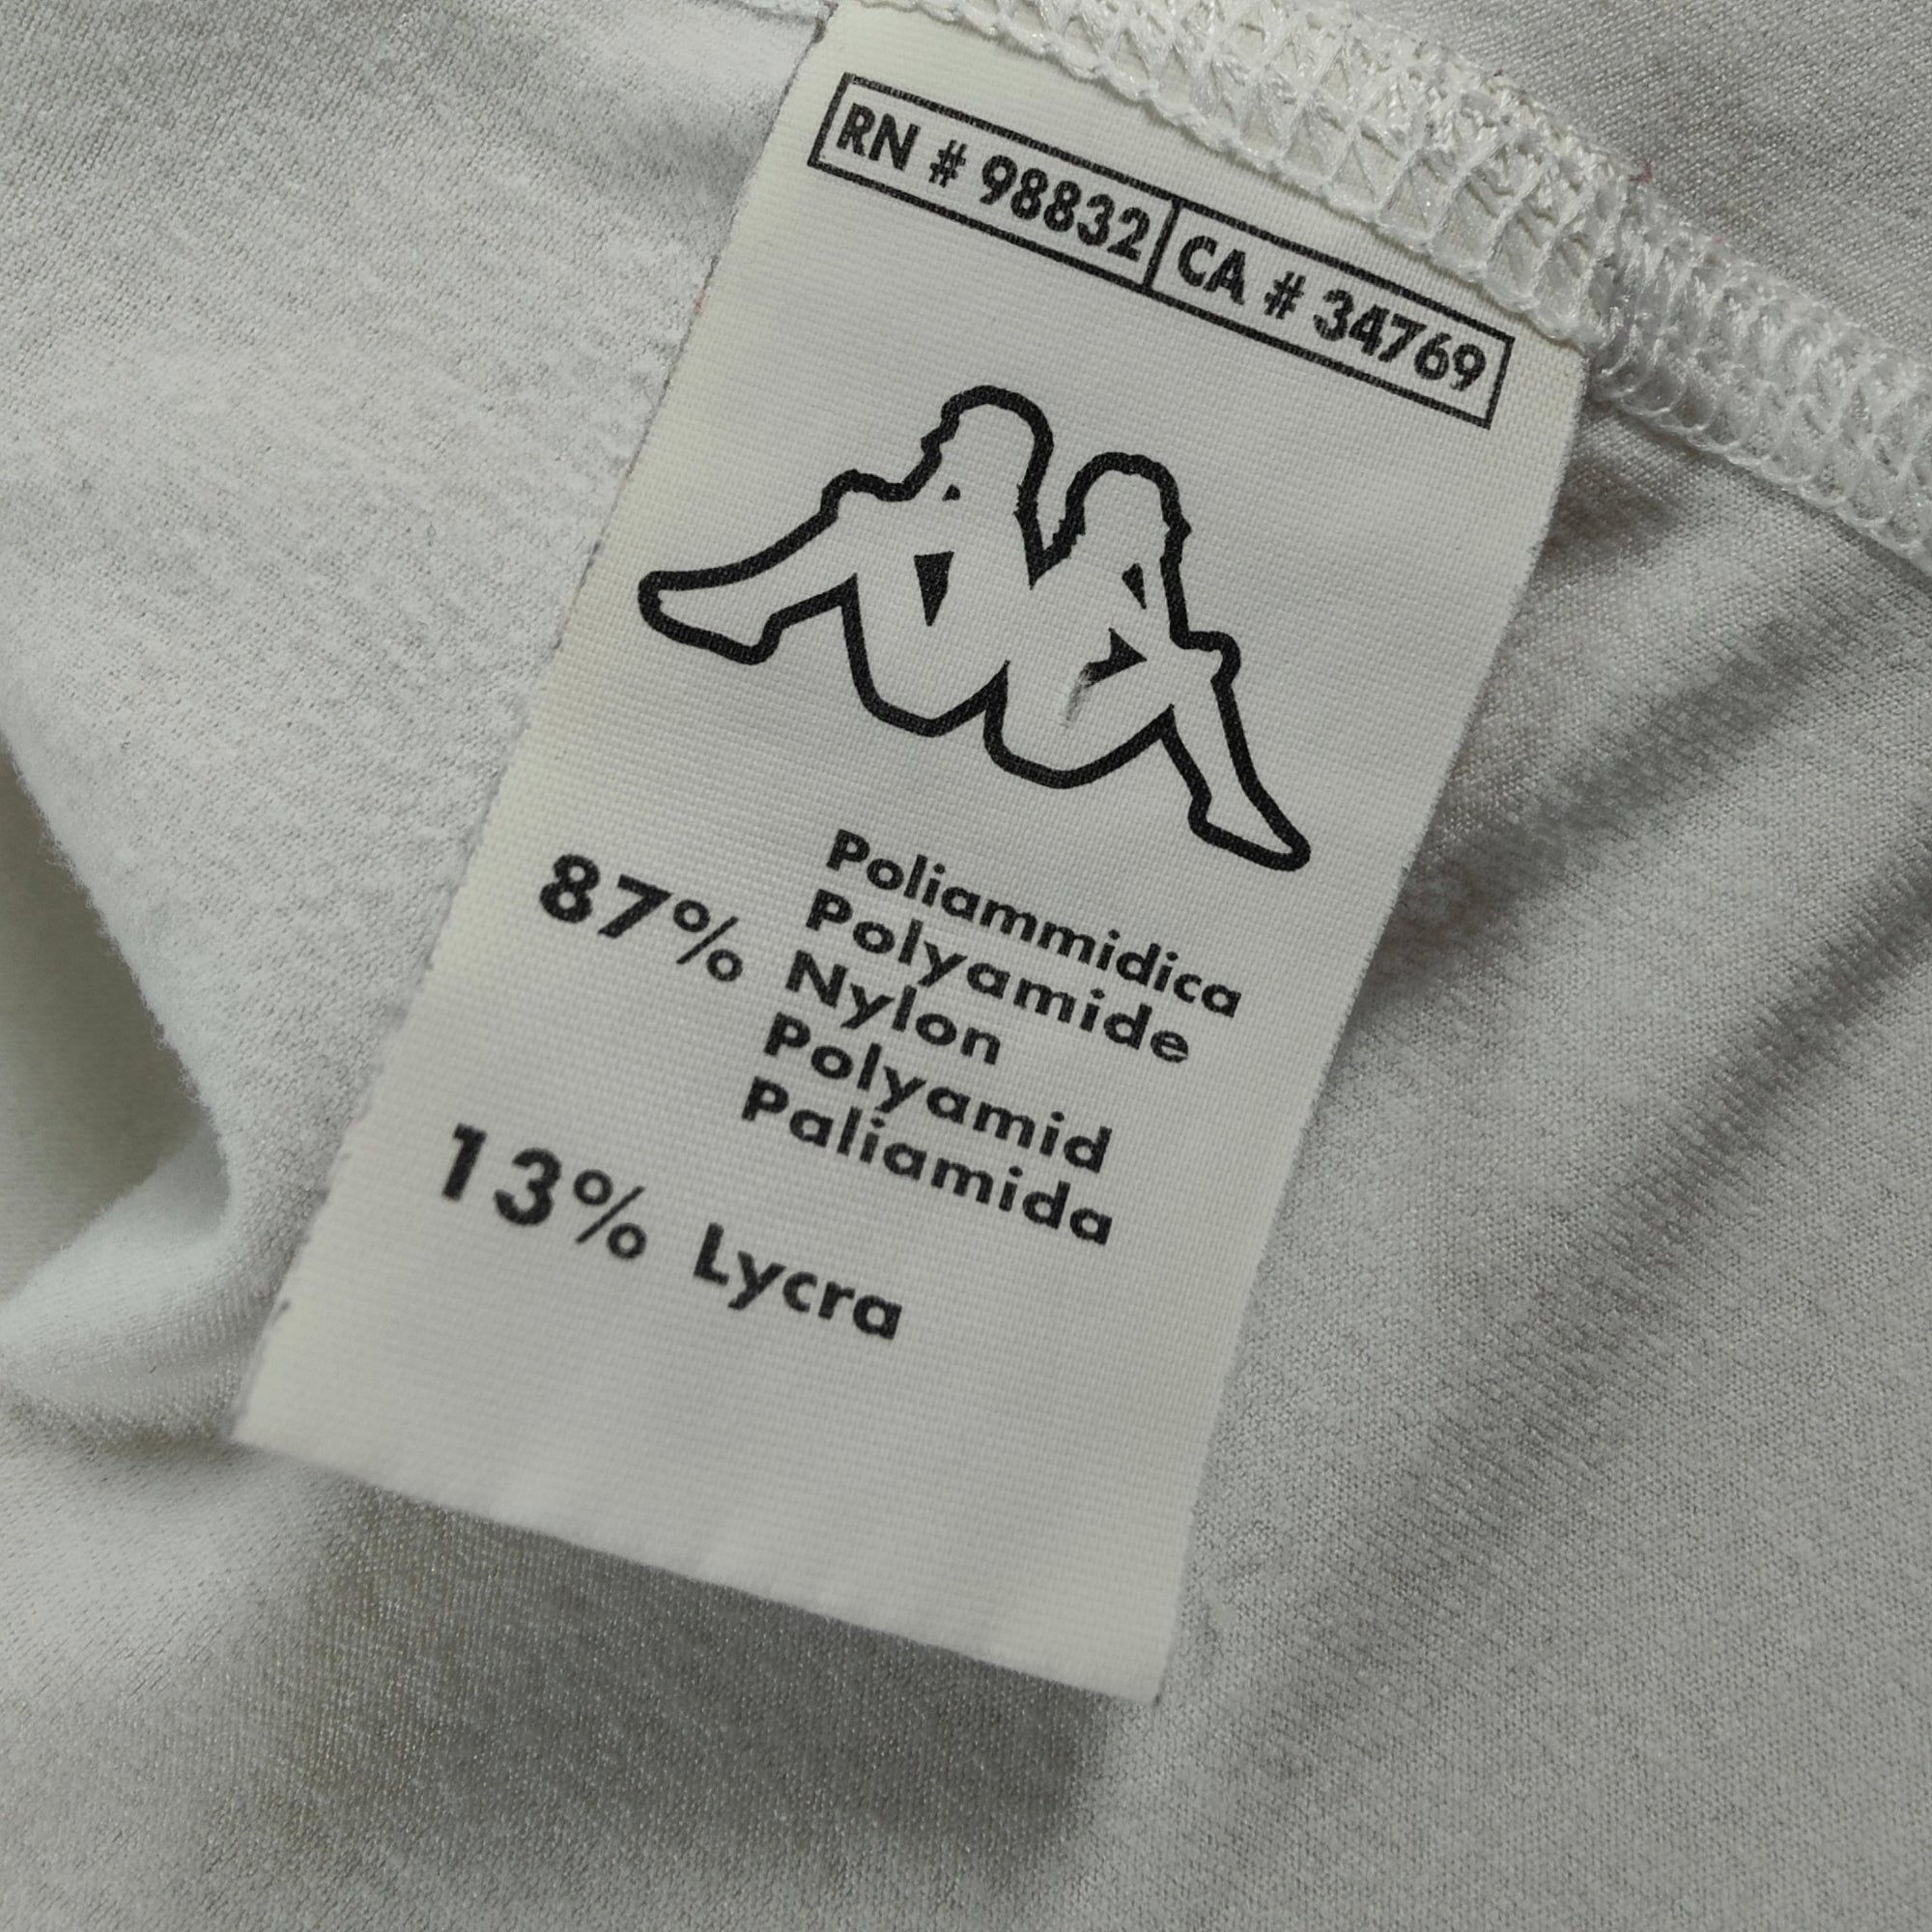 RN # 98832 CA # 34769
87%
Poliammidica
Polyamide
Nylon
Polyamid
Paliamida
13% Lycra